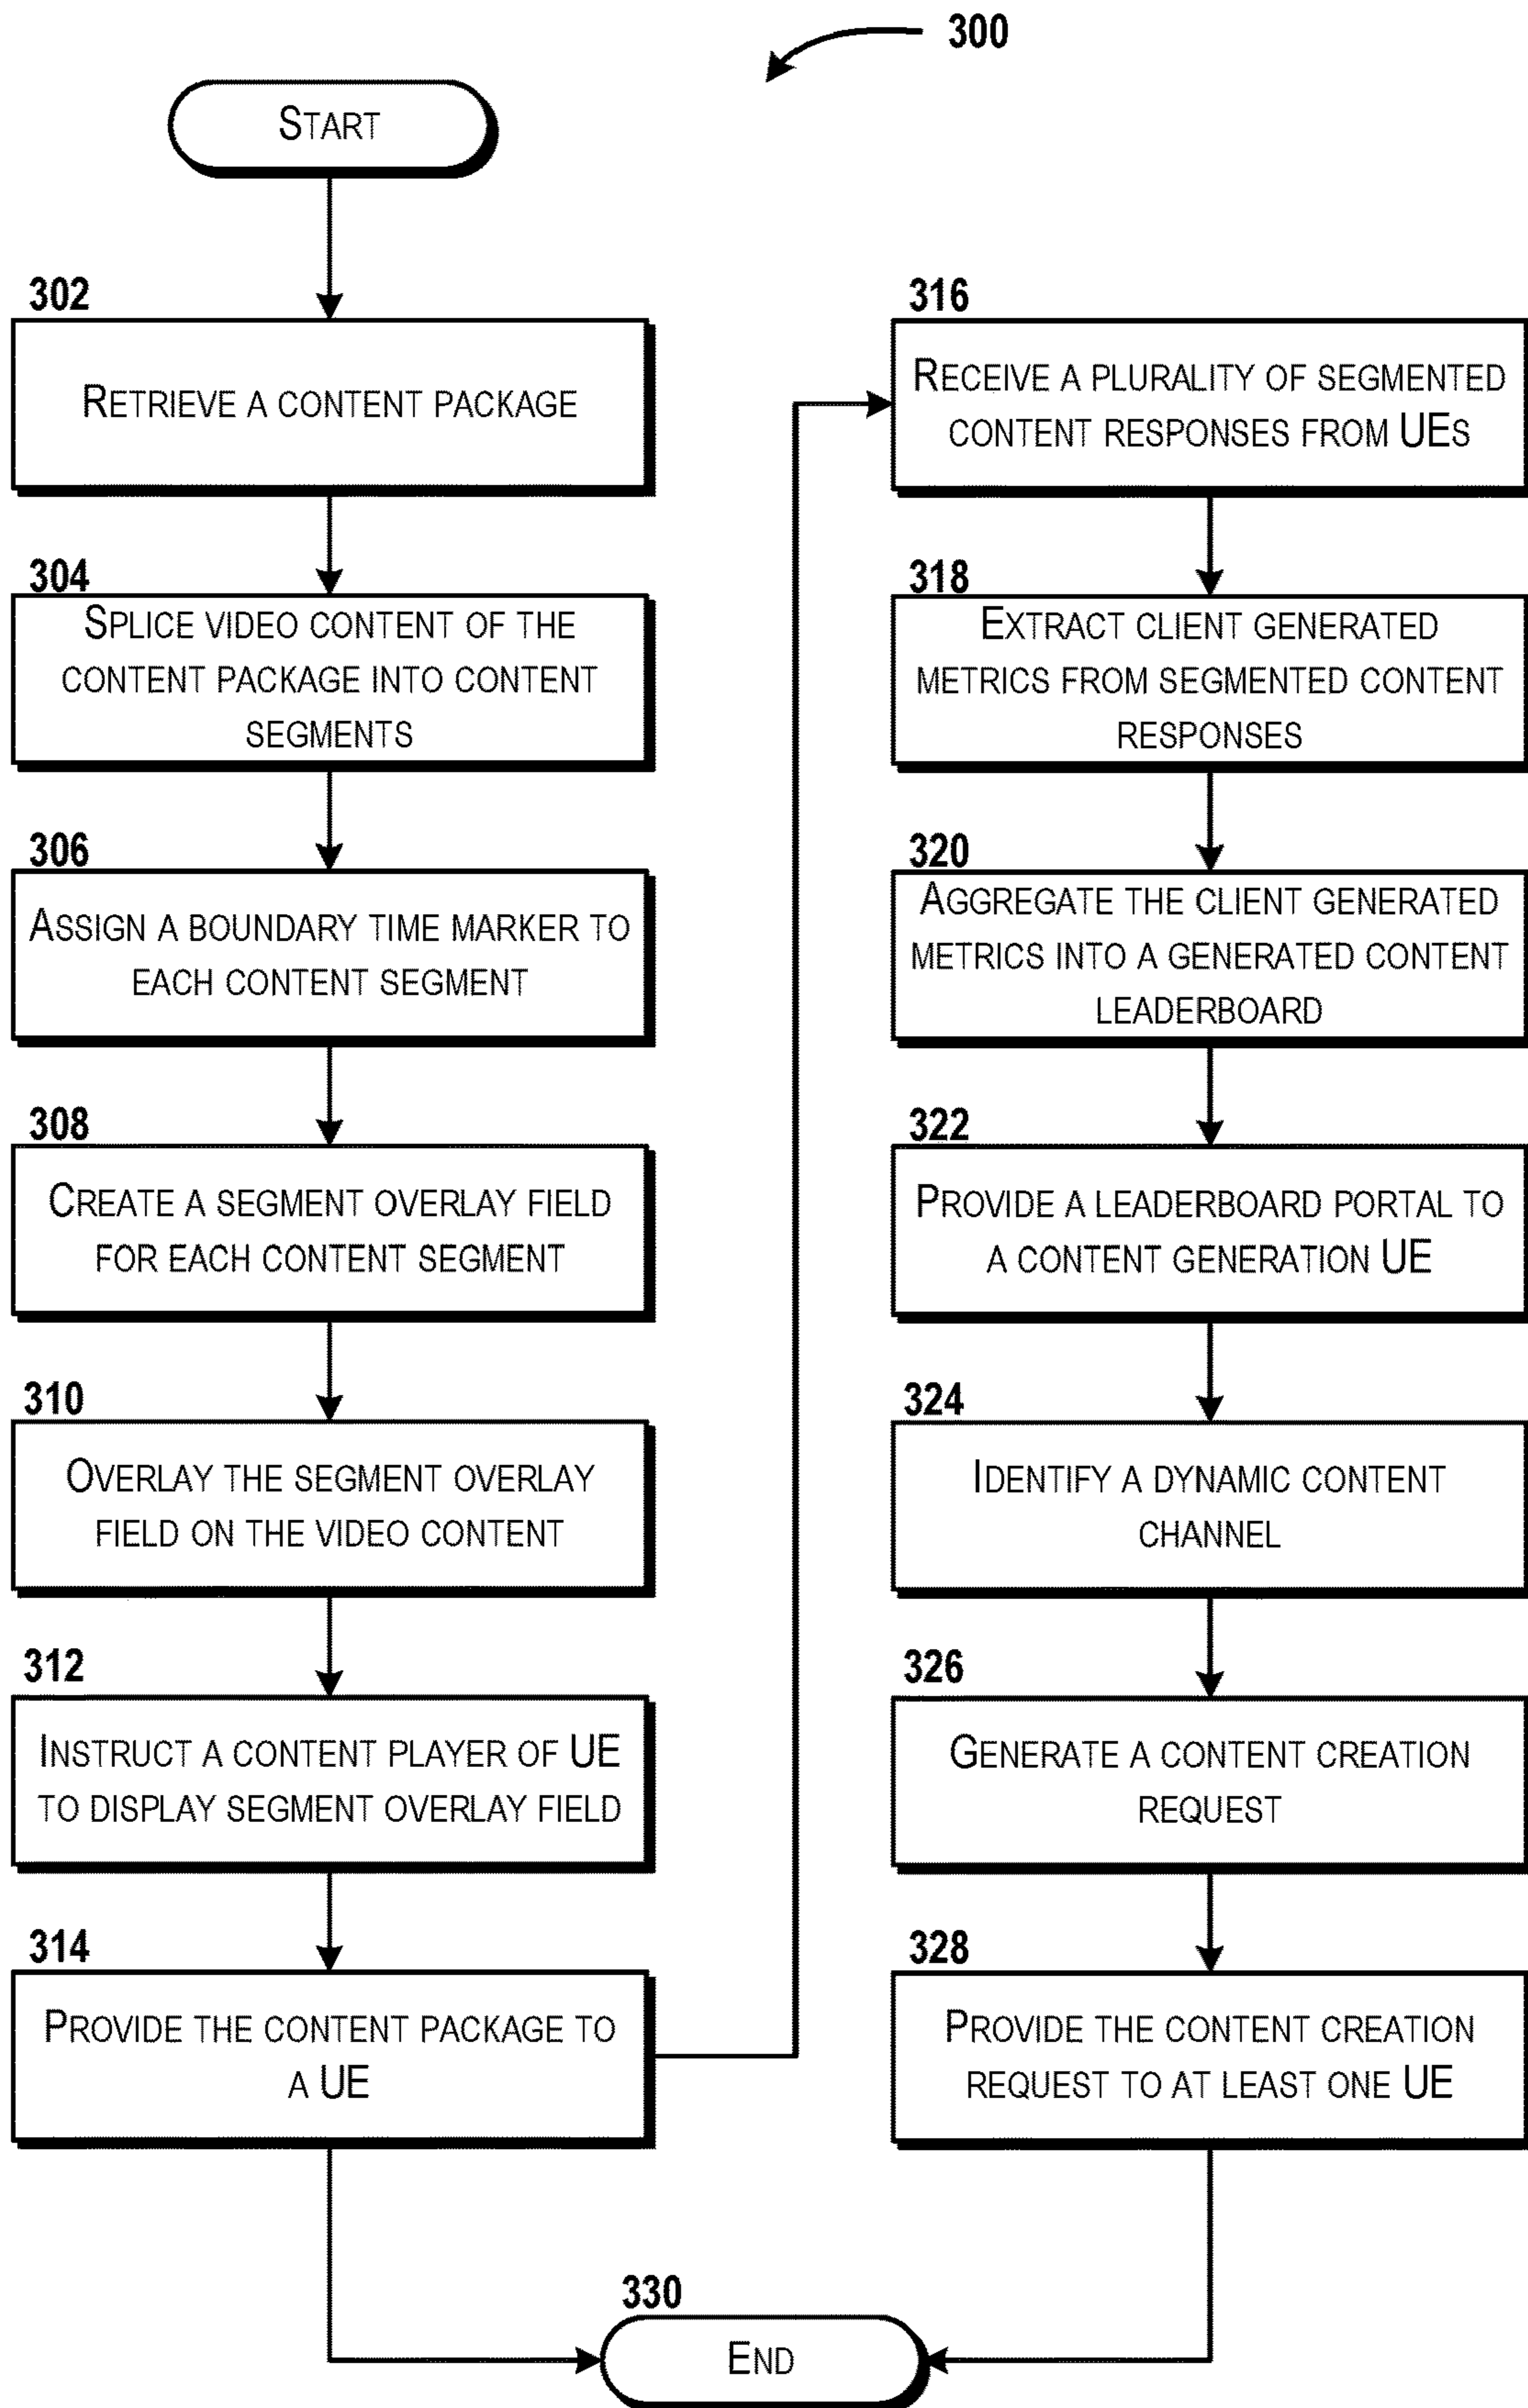 300
START
302
RETRIEVE A CONTENT PACKAGE
304
SPLICE VIDEO CONTENT OF THE
CONTENT PACKAGE INTO CONTENT
SEGMENTS
306
ASSIGN A BOUNDARY TIME MARKER TO
EACH CONTENT SEGMENT
308
CREATE A SEGMENT OVERLAY FIELD
FOR EACH CONTENT SEGMENT
310
OVERLAY THE SEGMENT OVERLAY
FIELD ON THE VIDEO CONTENT
312
INSTRUCT A CONTENT PLAYER OF UE
TO DISPLAY SEGMENT OVERLAY FIELD
314
PROVIDE THE CONTENT PACKAGE TO
A UE
316
RECEIVE A PLURALITY OF SEGMENTED
CONTENT RESPONSES FROM UES
318
EXTRACT CLIENT GENERATED
METRICS FROM SEGMENTED CONTENT
RESPONSES
320
AGGREGATE THE CLIENT GENERATED
METRICS INTO A GENERATED CONTENT
LEADERBOARD
322
PROVIDE A LEADERBOARD PORTAL TO
A CONTENT GENERATION UE
324
IDENTIFY A DYNAMIC CONTENT
CHANNEL
326
GENERATE A CONTENT CREATION
REQUEST
328
PROVIDE THE CONTENT CREATION
REQUEST TO AT LEAST ONE UE
330
END